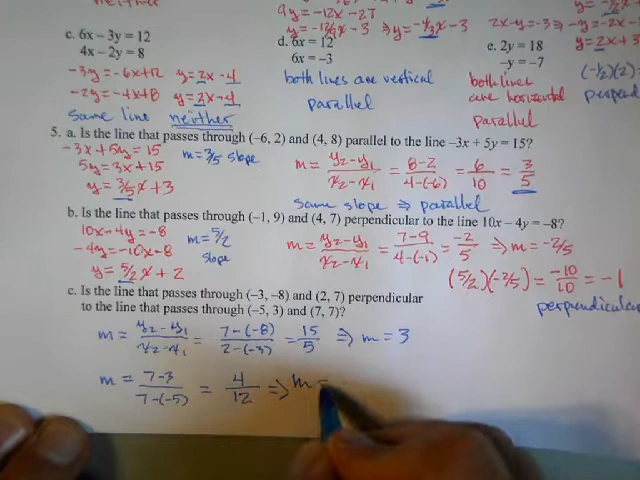 neither
9y = -12x - 27
y = -12/9 x - 3 ⇒ y = -4/3 x - 3
2x - y = -3 ⇒ -y = -2x -
y = 2x + 3
(-1/2)(2) =
perpend
c. 6x − 3y = 12
4x − 2y = 8
-3y = -6x+12 y = 2x - 4
-2y = -4x+8 y = 2x - 4
same line neither
d. 6x = 12
6x = −3
both lines are vertical
parallel
e. 2y = 18
−y = −7
both lines
are horizontal
parallel
5. a. Is the line that passes through (−6, 2) and (4, 8) parallel to the line −3x + 5y = 15?
-3x + 5y = 15
5y = 3x + 15
y = 3/5 x + 3
m = 3/5 slope
m = y2 - y1 / x2 - x1 = 8-2 / 4-(-6) = 6/10 = 3/5
same slope ⇒ parallel
b. Is the line that passes through (−1, 9) and (4, 7) perpendicular to the line 10x − 4y = −8?
10x - 4y = -8
-4y = -10x - 8
y = 5/2 x + 2
m = 5/2
slope
m = y2 - y1 / x2 - x1 = 7-9 / 4-(-1) = -2/5 ⇒ m = -2/5
(5/2)(-2/5) = -10/10 = -1
perpendicular
c. Is the line that passes through (−3, −8) and (2, 7) perpendicular
to the line that passes through (−5, 3) and (7, 7)?
m = y2 - y1 / x2 - x1 = 7-(-8) / 2-(-3) = 15/5 ⇒ m = 3
m = 7-3 / 7-(-5) = 4/12 ⇒ m =